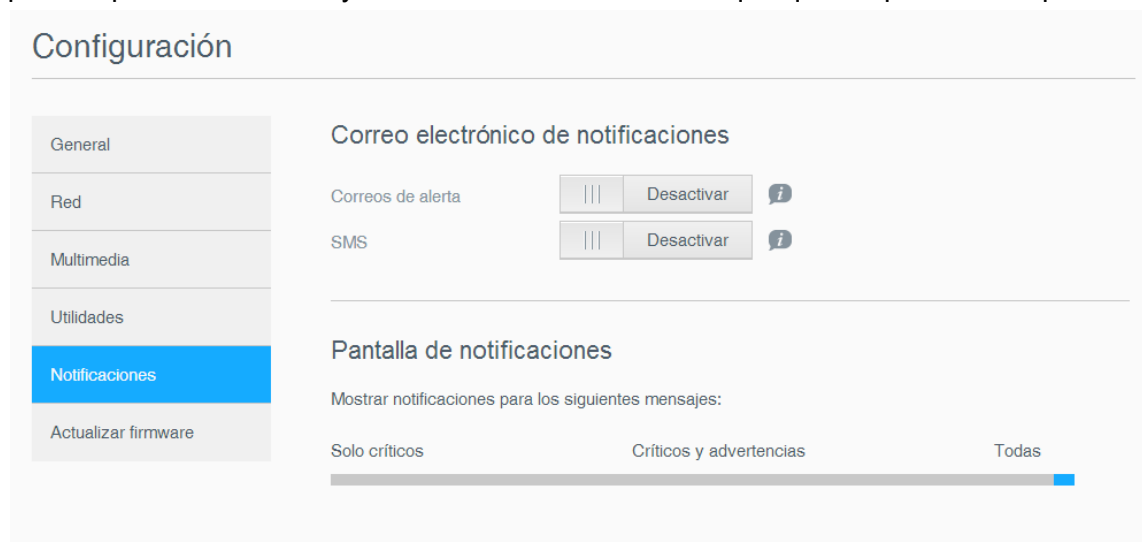 Configuración
General
Red
Multimedia
Utilidades
Notificaciones
Actualizar firmware
Correo electrónico de notificaciones
Correos de alerta Desactivar
SMS Desactivar
Pantalla de notificaciones
Mostrar notificaciones para los siguientes mensajes:
Solo críticos Críticos y advertencias Todas